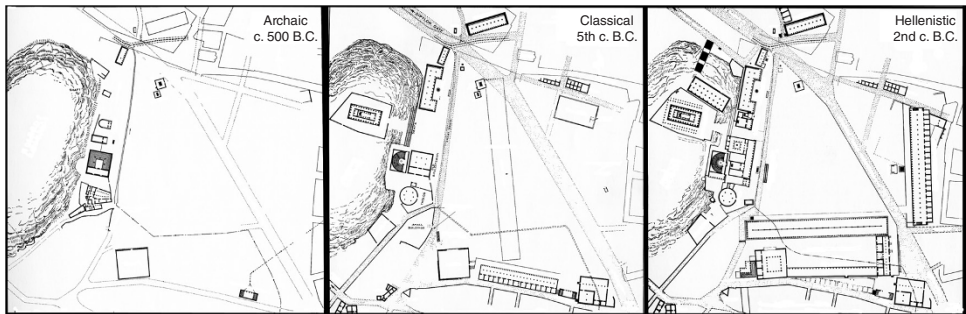 Archaic
c. 500 B.C.
Classical
5th c. B.C.
Hellenistic
2nd c. B.C.